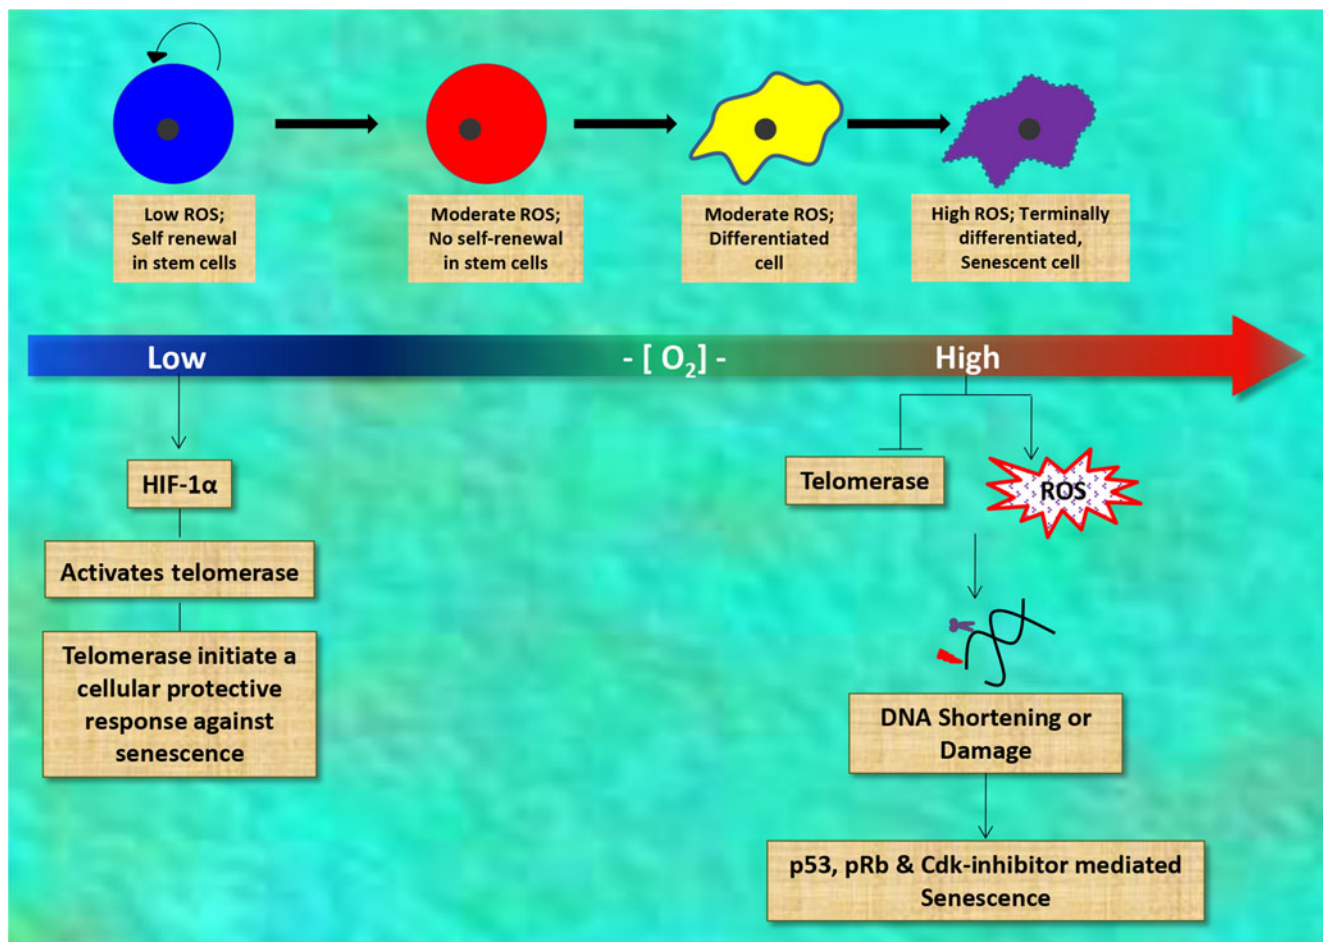 Low ROS;
Self renewal
in stem cells
Moderate ROS;
No self-renewal
in stem cells
Moderate ROS;
Differentiated
cell
High ROS; Terminally
differentiated,
Senescent cell
Low
- [ O₂] -
High
HIF-1α
Activates telomerase
Telomerase initiate a
cellular protective
response against
senescence
Telomerase
ROS
DNA Shortening or
Damage
p53, pRb & Cdk-inhibitor mediated
Senescence